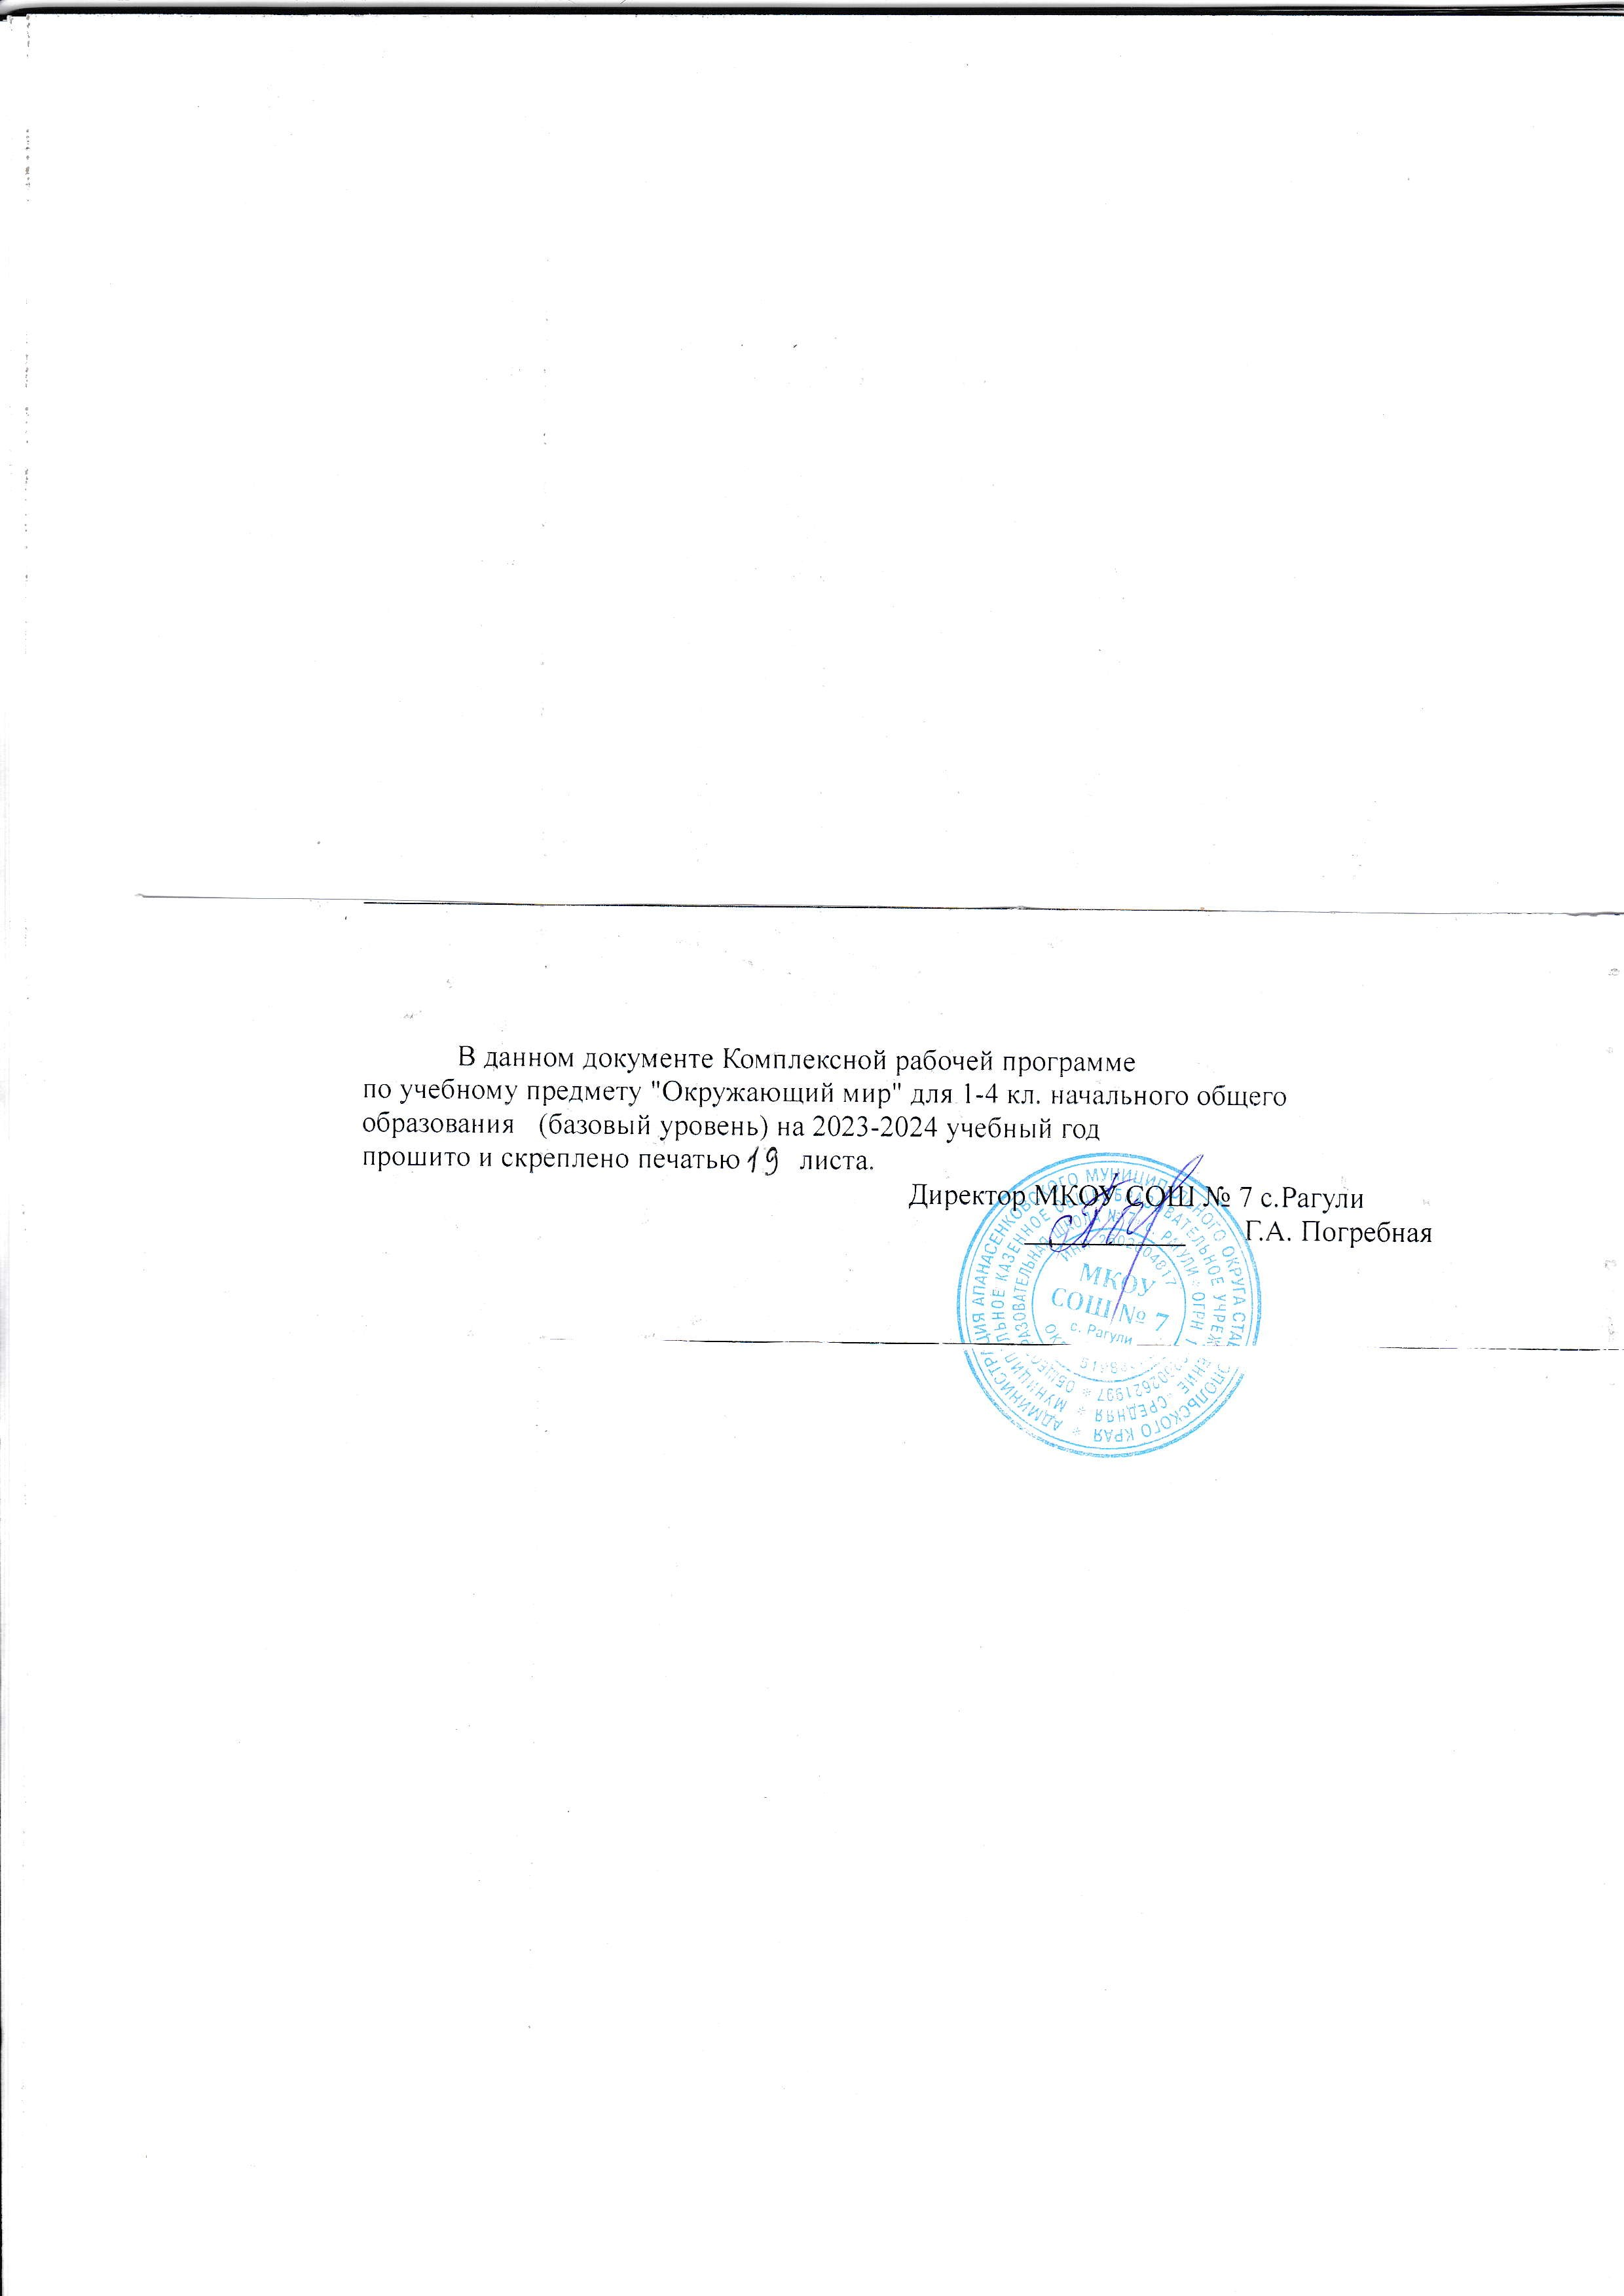 В данном документе Комплексной рабочей программе
по учебному предмету "Окружающий мир" для 1-4 кл. начального общего
образования (базовый уровень) на 2023-2024 учебный год
прошито и скреплено печатью 19 листа.
Директор МКОУ СОШ № 7 с.Рагули
Г.А. Погребная
МКОУ
СОШ № 7
с. Рагули